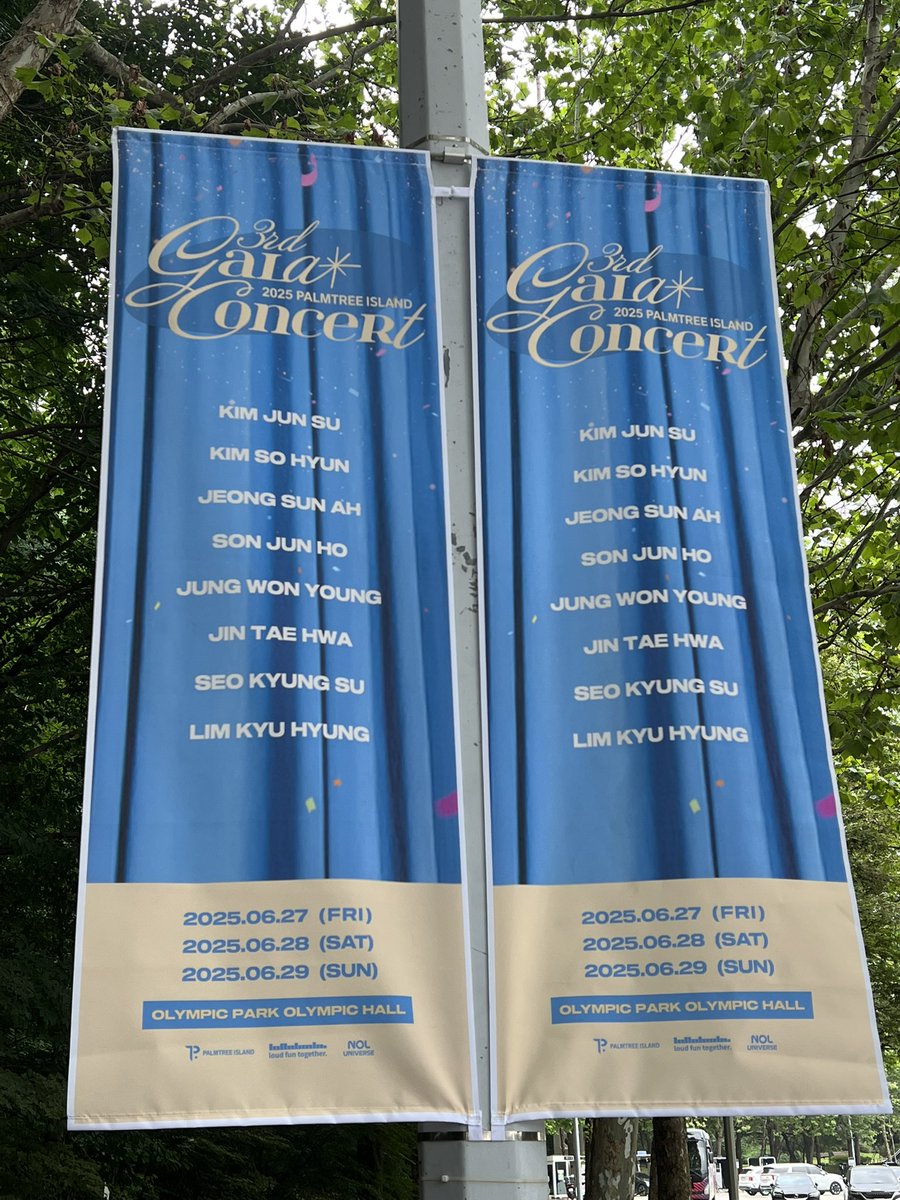 3rd
Gala
2025 PALMTREE ISLAND
Concert
KIM JUN SU
KIM SO HYUN
JEONG SUN AH
SON JUN HO
JUNG WON YOUNG
JIN TAE HWA
SEO KYUNG SU
LIM KYU HYUNG
2025.06.27 (FRI)
2025.06.28 (SAT)
2025.06.29 (SUN)
OLYMPIC PARK OLYMPIC HALL
PALMTREE ISLAND
loud fun together.
NOL
UNIVERSE
3rd
Gala
2025 PALMTREE ISLAND
Concert
KIM JUN SU
KIM SO HYUN
JEONG SUN AH
SON JUN HO
JUNG WON YOUNG
JIN TAE HWA
SEO KYUNG SU
LIM KYU HYUNG
2025.06.27 (FRI)
2025.06.28 (SAT)
2025.06.29 (SUN)
OLYMPIC PARK OLYMPIC HALL
PALMTREE ISLAND
loud fun together.
NOL
UNIVERSE